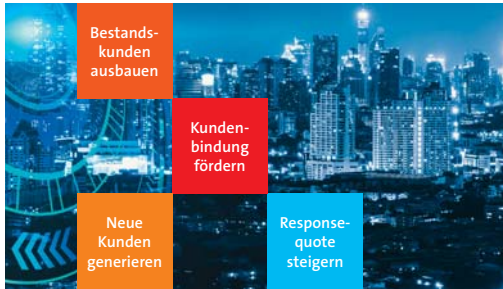 Bestands-
kunden
ausbauen
Kunden-
bindung
fördern
Neue
Kunden
generieren
Response-
quote
steigern